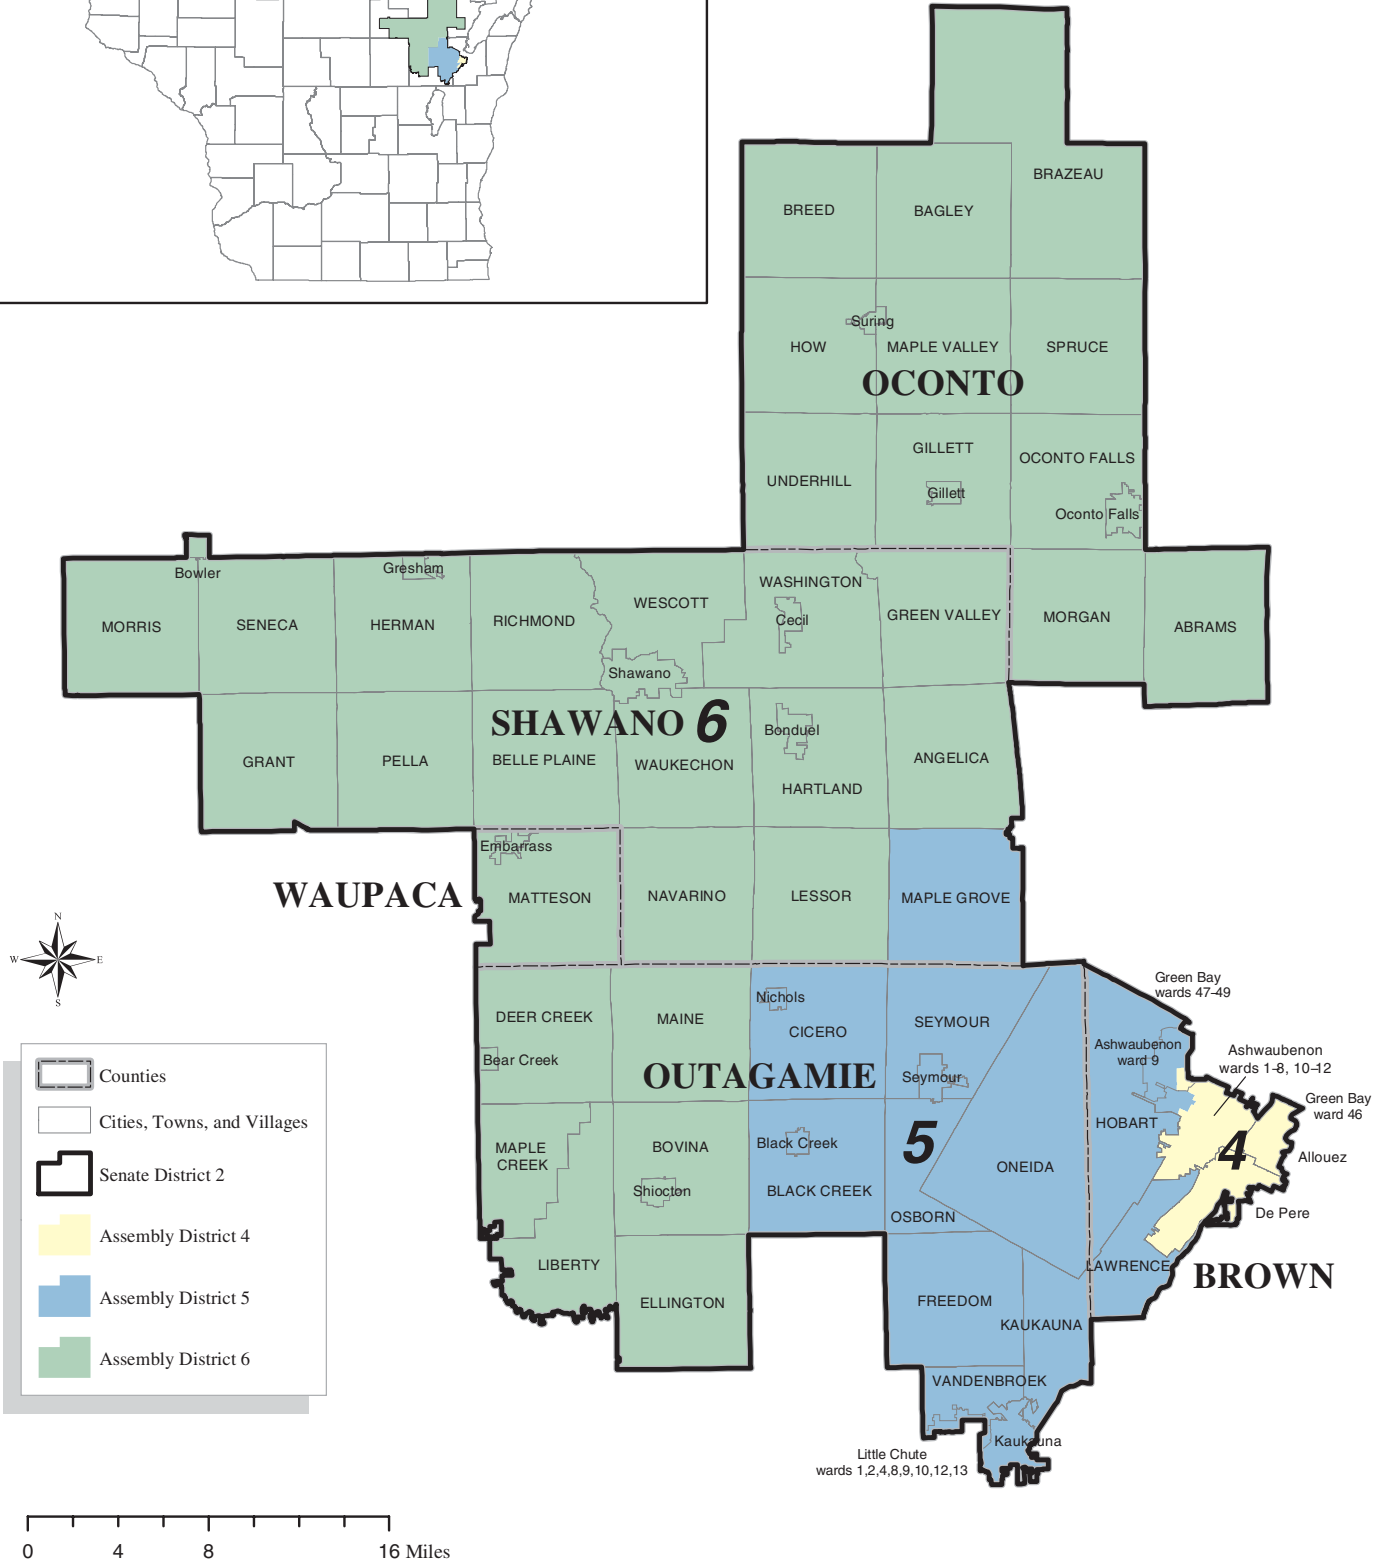 BRAZEAU
BREED
BAGLEY
Suring
HOW
MAPLE VALLEY
SPRUCE
OCONTO
GILLETT
OCONTO FALLS
UNDERHILL
Gillett
Oconto Falls
Bowler
Gresham
WASHINGTON
WESCOTT
MORRIS
SENECA
HERMAN
RICHMOND
Cecil
GREEN VALLEY
MORGAN
ABRAMS
Shawano
SHAWANO 6
Bonduel
GRANT
PELLA
BELLE PLAINE
WAUKECHON
ANGELICA
HARTLAND
Embarrass
WAUPACA
MATTESON
NAVARINO
LESSOR
MAPLE GROVE
N
W
E
S
Green Bay
wards 47-49
Nichols
DEER CREEK
MAINE
CICERO
SEYMOUR
Ashwaubenon
ward 9
Ashwaubenon
wards 1-8, 10-12
Bear Creek
OUTAGAMIE
Seymour
Green Bay
ward 46
HOBART
MAPLE
CREEK
BOVINA
Black Creek
5
4
Allouez
ONEIDA
Shiocton
BLACK CREEK
OSBORN
De Pere
LIBERTY
LAWRENCE
BROWN
ELLINGTON
FREEDOM
KAUKAUNA
VANDENBROEK
Kaukauna
Little Chute
wards 1,2,4,8,9,10,12,13
Counties
Cities, Towns, and Villages
Senate District 2
Assembly District 4
Assembly District 5
Assembly District 6
0 4 8 16 Miles